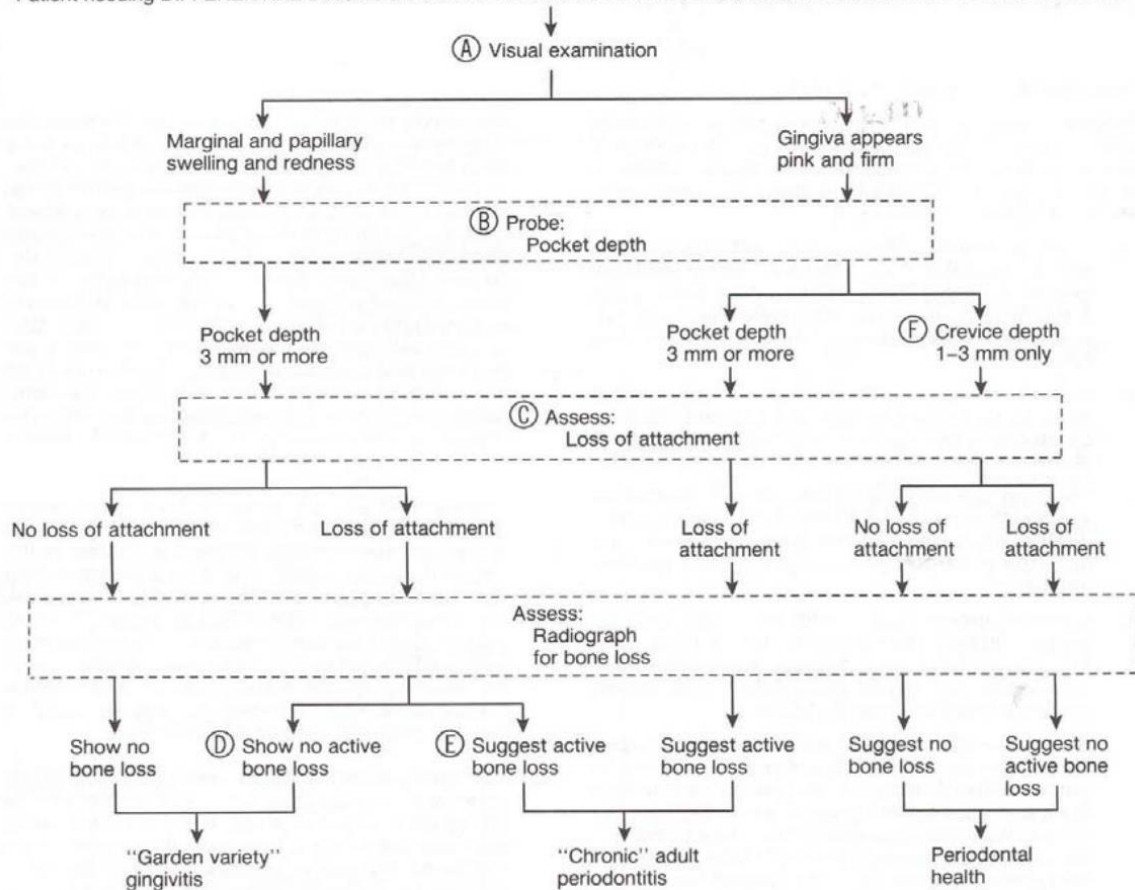 Patient needing
Ⓐ Visual examination
Marginal and papillary
swelling and redness
Gingiva appears
pink and firm
Ⓑ Probe:
Pocket depth
Pocket depth
3 mm or more
Pocket depth
3 mm or more
Ⓕ Crevice depth
1–3 mm only
Ⓒ Assess:
Loss of attachment
No loss of attachment
Loss of attachment
Loss of
attachment
No loss of
attachment
Loss of
attachment
Assess:
Radiograph
for bone loss
Show no
bone loss
Ⓓ Show no active
bone loss
Ⓔ Suggest active
bone loss
Suggest active
bone loss
Suggest no
bone loss
Suggest no
active bone
loss
"Garden variety"
gingivitis
"Chronic" adult
periodontitis
Periodontal
health